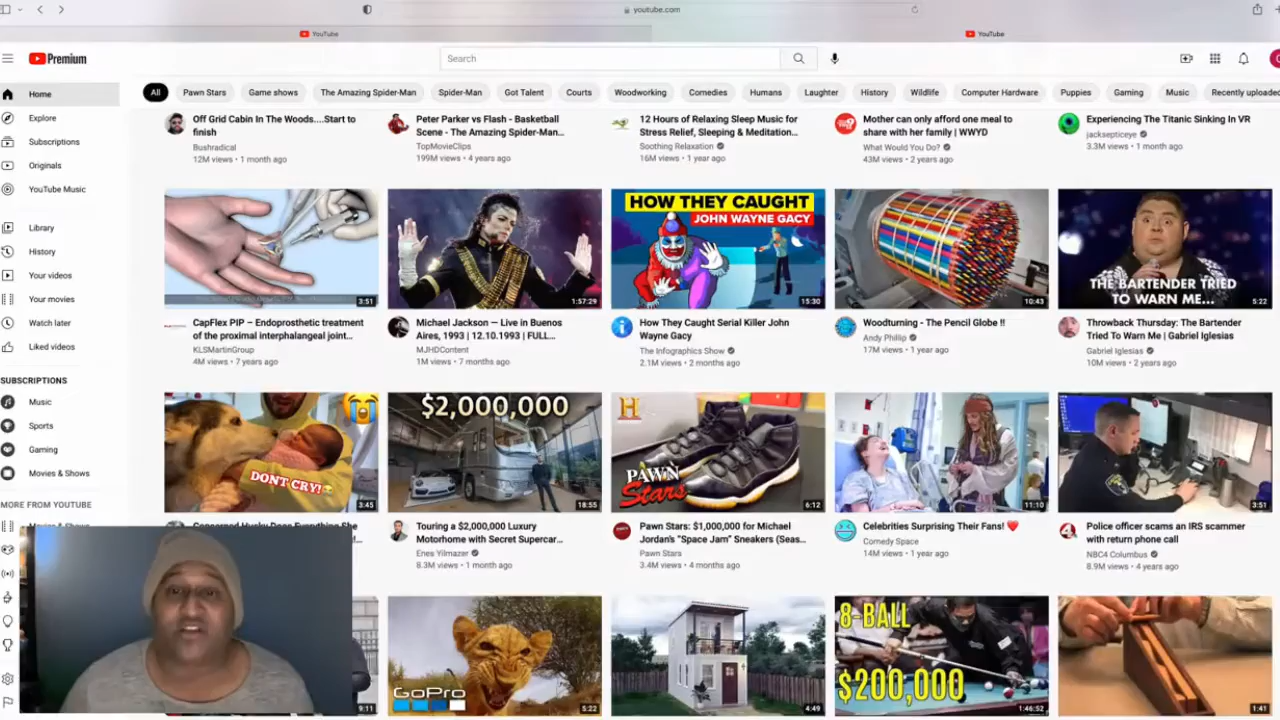 youtube.com
YouTube
YouTube
Premium
Search
Home
Explore
Subscriptions
Originals
YouTube Music
Library
History
Your videos
Your movies
Watch later
Liked videos
SUBSCRIPTIONS
Music
Sports
Gaming
Movies & Shows
MORE FROM YOUTUBE
All
Pawn Stars
Game shows
The Amazing Spider-Man
Spider-Man
Got Talent
Courts
Woodworking
Comedies
Humans
Laughter
History
Wildlife
Computer Hardware
Puppies
Gaming
Music
Recently uploaded
Off Grid Cabin In The Woods....Start to
finish
Bushradical
12M views • 1 month ago
Peter Parker vs Flash - Basketball
Scene - The Amazing Spider-Man...
TopMovieClips
199M views • 4 years ago
12 Hours of Relaxing Sleep Music for
Stress Relief, Sleeping & Meditation...
Soothing Relaxation
16M views • 1 year ago
Mother can only afford one meal to
share with her family | WWYD
What Would You Do?
43M views • 2 years ago
Experiencing The Titanic Sinking In VR
jacksepticeye
3.3M views • 1 month ago
3:51
CapFlex PIP – Endoprosthetic treatment
of the proximal interphalangeal joint...
KLSMartinGroup
4M views • 7 years ago
1:57:29
Michael Jackson — Live in Buenos
Aires, 1993 | 12.10.1993 | FULL...
MJHDContent
1M views • 7 months ago
HOW THEY CAUGHT
JOHN WAYNE GACY
15:30
How They Caught Serial Killer John
Wayne Gacy
The Infographics Show
2.1M views • 2 months ago
10:43
Woodturning - The Pencil Globe !!
Andy Phillip
17M views • 1 year ago
THE BARTENDER TRIED
TO WARN ME...
5:22
Throwback Thursday: The Bartender
Tried To Warn Me | Gabriel Iglesias
Gabriel Iglesias
10M views • 2 months ago
DONT CRY!
3:45
$2,000,000
18:55
Touring a $2,000,000 Luxury
Motorhome with Secret Supercar...
Enes Yilmazer
8.3M views • 1 month ago
H
PAWN
Stars
6:12
Pawn Stars: $1,000,000 for Michael
Jordan's "Space Jam" Sneakers (Seas...
Pawn Stars
3.4M views • 4 months ago
11:10
Celebrities Surprising Their Fans! ❤️
Comedy Space
14M views • 1 year ago
3:51
Police officer scams an IRS scammer
with return phone call
NBC4 Columbus
8.9M views • 4 years ago
9:11
GoPro
5:22
4:49
8-BALL
$200,000
1:46:52
1:41